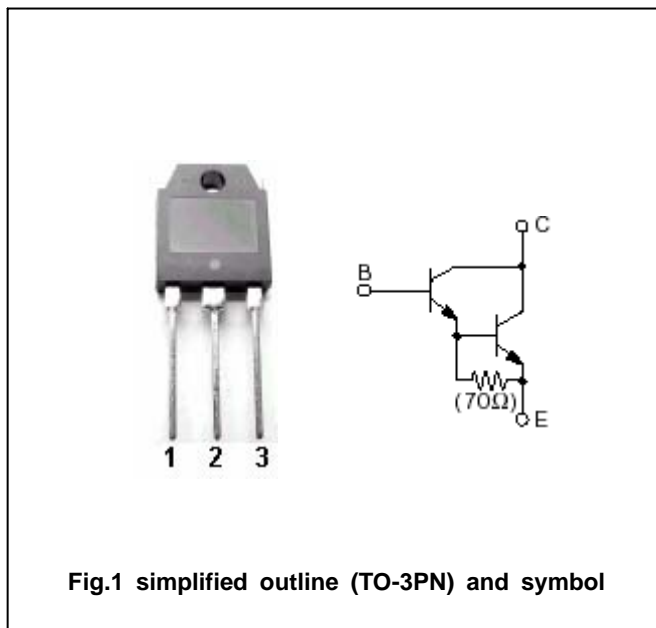 C
B
(70Ω)
E
1 2 3
Fig.1 simplified outline (TO-3PN) and symbol